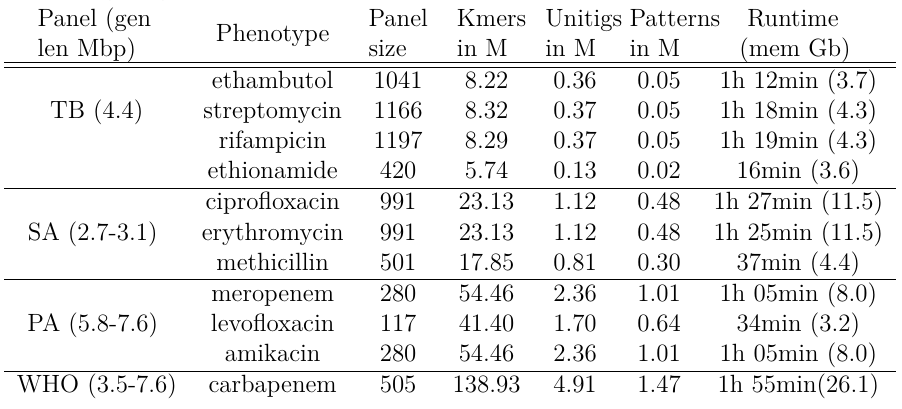 Panel (gen len Mbp) Phenotype Panel size Kmers in M Unitigs in M Patterns in M Runtime (mem Gb)
ethambutol 1041 8.22 0.36 0.05 1h 12min (3.7)
TB (4.4) streptomycin 1166 8.32 0.37 0.05 1h 18min (4.3)
rifampicin 1197 8.29 0.37 0.05 1h 19min (4.3)
ethionamide 420 5.74 0.13 0.02 16min (3.6)
ciprofloxacin 991 23.13 1.12 0.48 1h 27min (11.5)
SA (2.7-3.1) erythromycin 991 23.13 1.12 0.48 1h 25min (11.5)
methicillin 501 17.85 0.81 0.30 37min (4.4)
meropenem 280 54.46 2.36 1.01 1h 05min (8.0)
PA (5.8-7.6) levofloxacin 117 41.40 1.70 0.64 34min (3.2)
amikacin 280 54.46 2.36 1.01 1h 05min (8.0)
WHO (3.5-7.6) carbapenem 505 138.93 4.91 1.47 1h 55min(26.1)